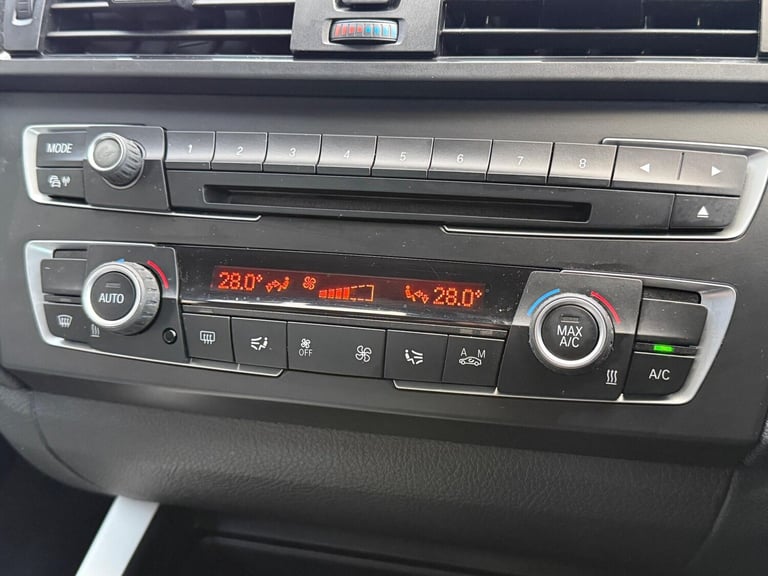 MODE 1 2 3 4 5 6 7 8
28.0° 28.0°
AUTO
MAX
A/C
OFF
A M
A/C